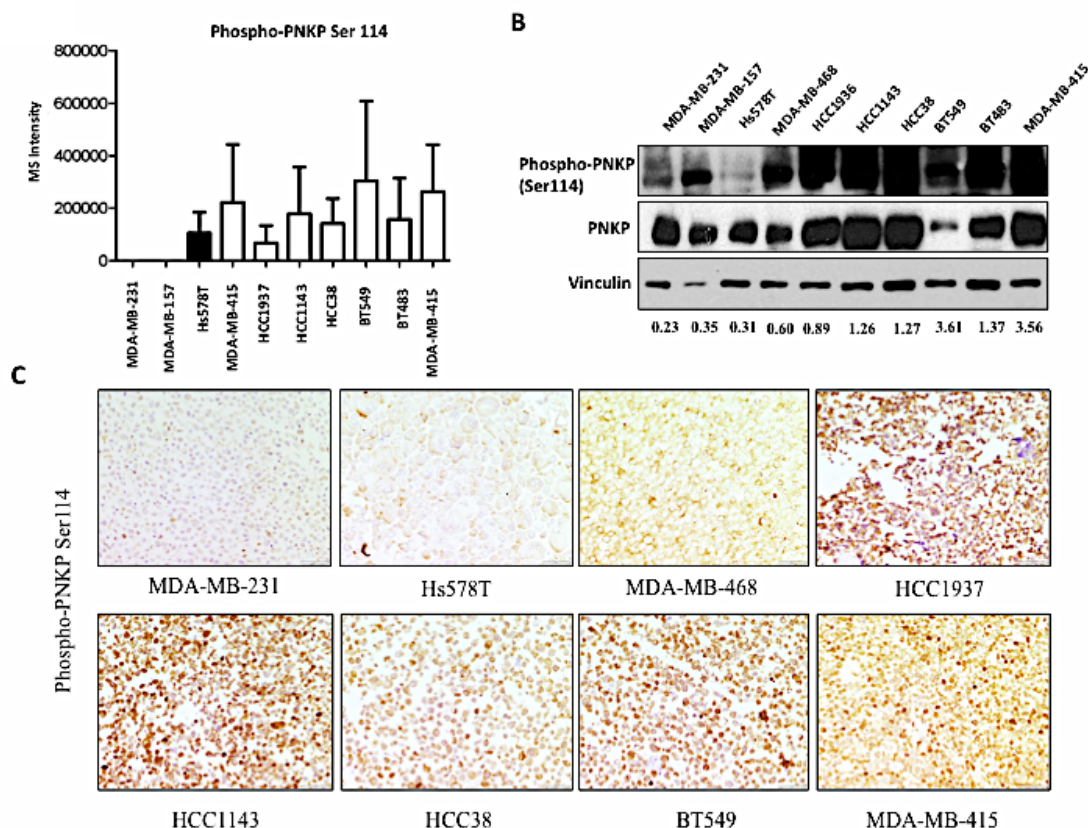 Phospho-PNKP Ser 114
800000
600000
400000
200000
0
MS Intensity
MDA-MB-231
MDA-MB-157
Hs578T
MDA-MB-415
HCC1937
HCC1143
HCC38
BT549
BT483
MDA-MB-415
B
MDA-MB-231
MDA-MB-157
Hs578T
MDA-MB-468
HCC1936
HCC1143
HCC38
BT549
BT483
MDA-MB-415
Phospho-PNKP
(Ser114)
PNKP
Vinculin
0.23 0.35 0.31 0.60 0.89 1.26 1.27 3.61 1.37 3.56
C
Phospho-PNKP Ser114
MDA-MB-231 Hs578T MDA-MB-468 HCC1937
HCC1143 HCC38 BT549 MDA-MB-415